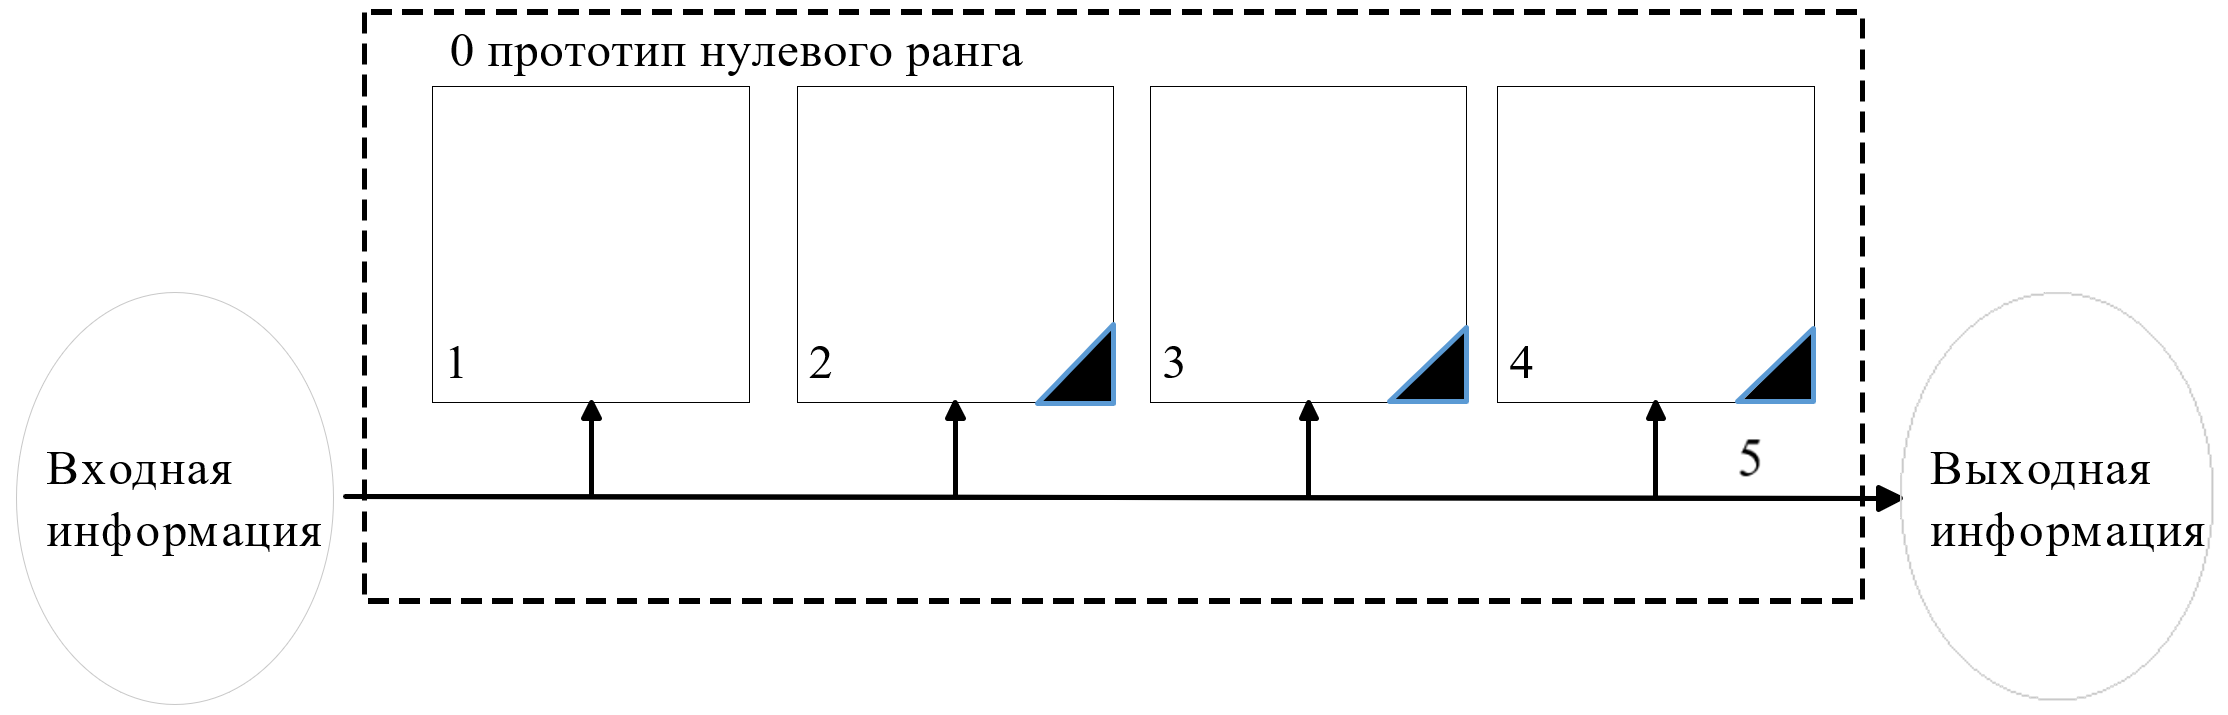 0 прототип нулевого ранга
1
2
3
4
5
Входная
информация
Выходная
информация